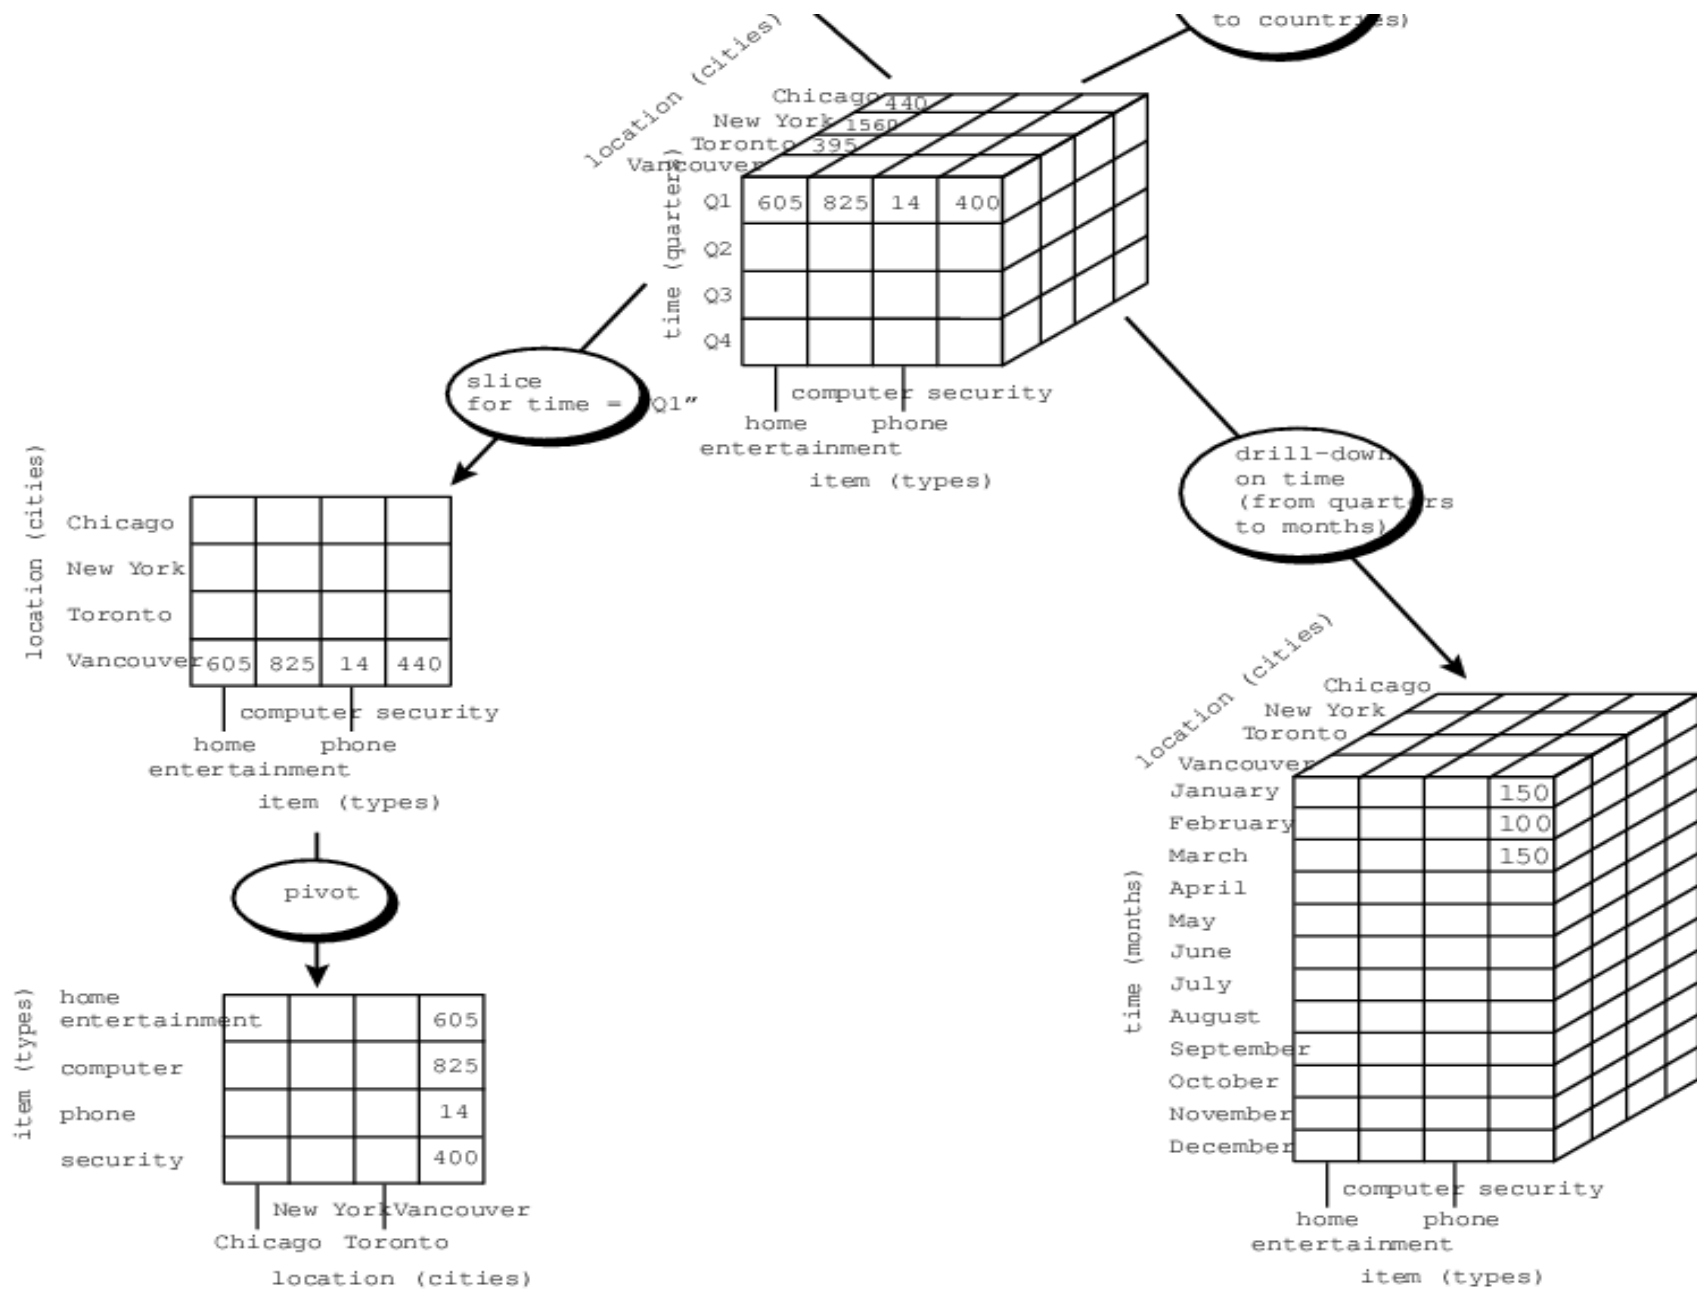 to countries)
location (cities)
Chicago 440
New York 1560
Toronto 395
Vancouver
time (quarters)
Q1 605 825 14 400
Q2
Q3
Q4
computer security
home phone
entertainment
item (types)
slice
for time = "Q1"
drill-down
on time
(from quarters
to months)
location (cities)
Chicago
New York
Toronto
Vancouver 605 825 14 440
computer security
home phone
entertainment
item (types)
pivot
item (types)
home
entertainment 605
computer 825
phone 14
security 400
New York Vancouver
Chicago Toronto
location (cities)
location (cities)
Chicago
New York
Toronto
Vancouver
time (months)
January 150
February 100
March 150
April
May
June
July
August
September
October
November
December
computer security
home phone
entertainment
item (types)